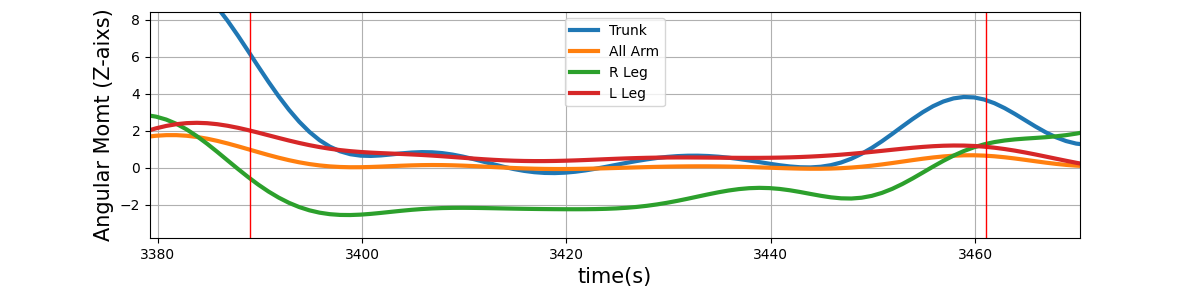 Angular Momt (Z-aixs)
8
6
4
2
0
−2
Trunk
All Arm
R Leg
L Leg
3380
3400
3420
3440
3460
time(s)